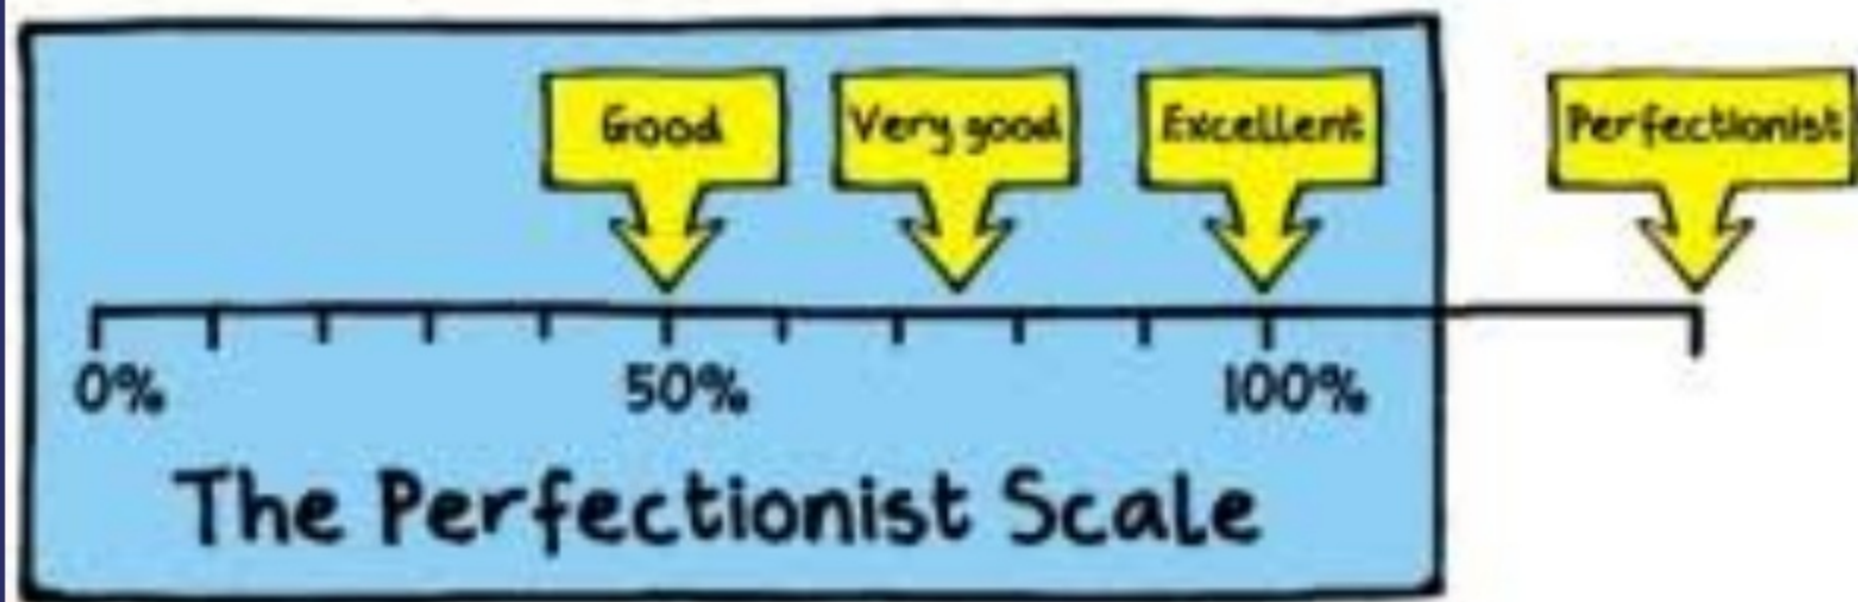 Good Very good Excellent Perfectionist
0% 50% 100%
The Perfectionist Scale